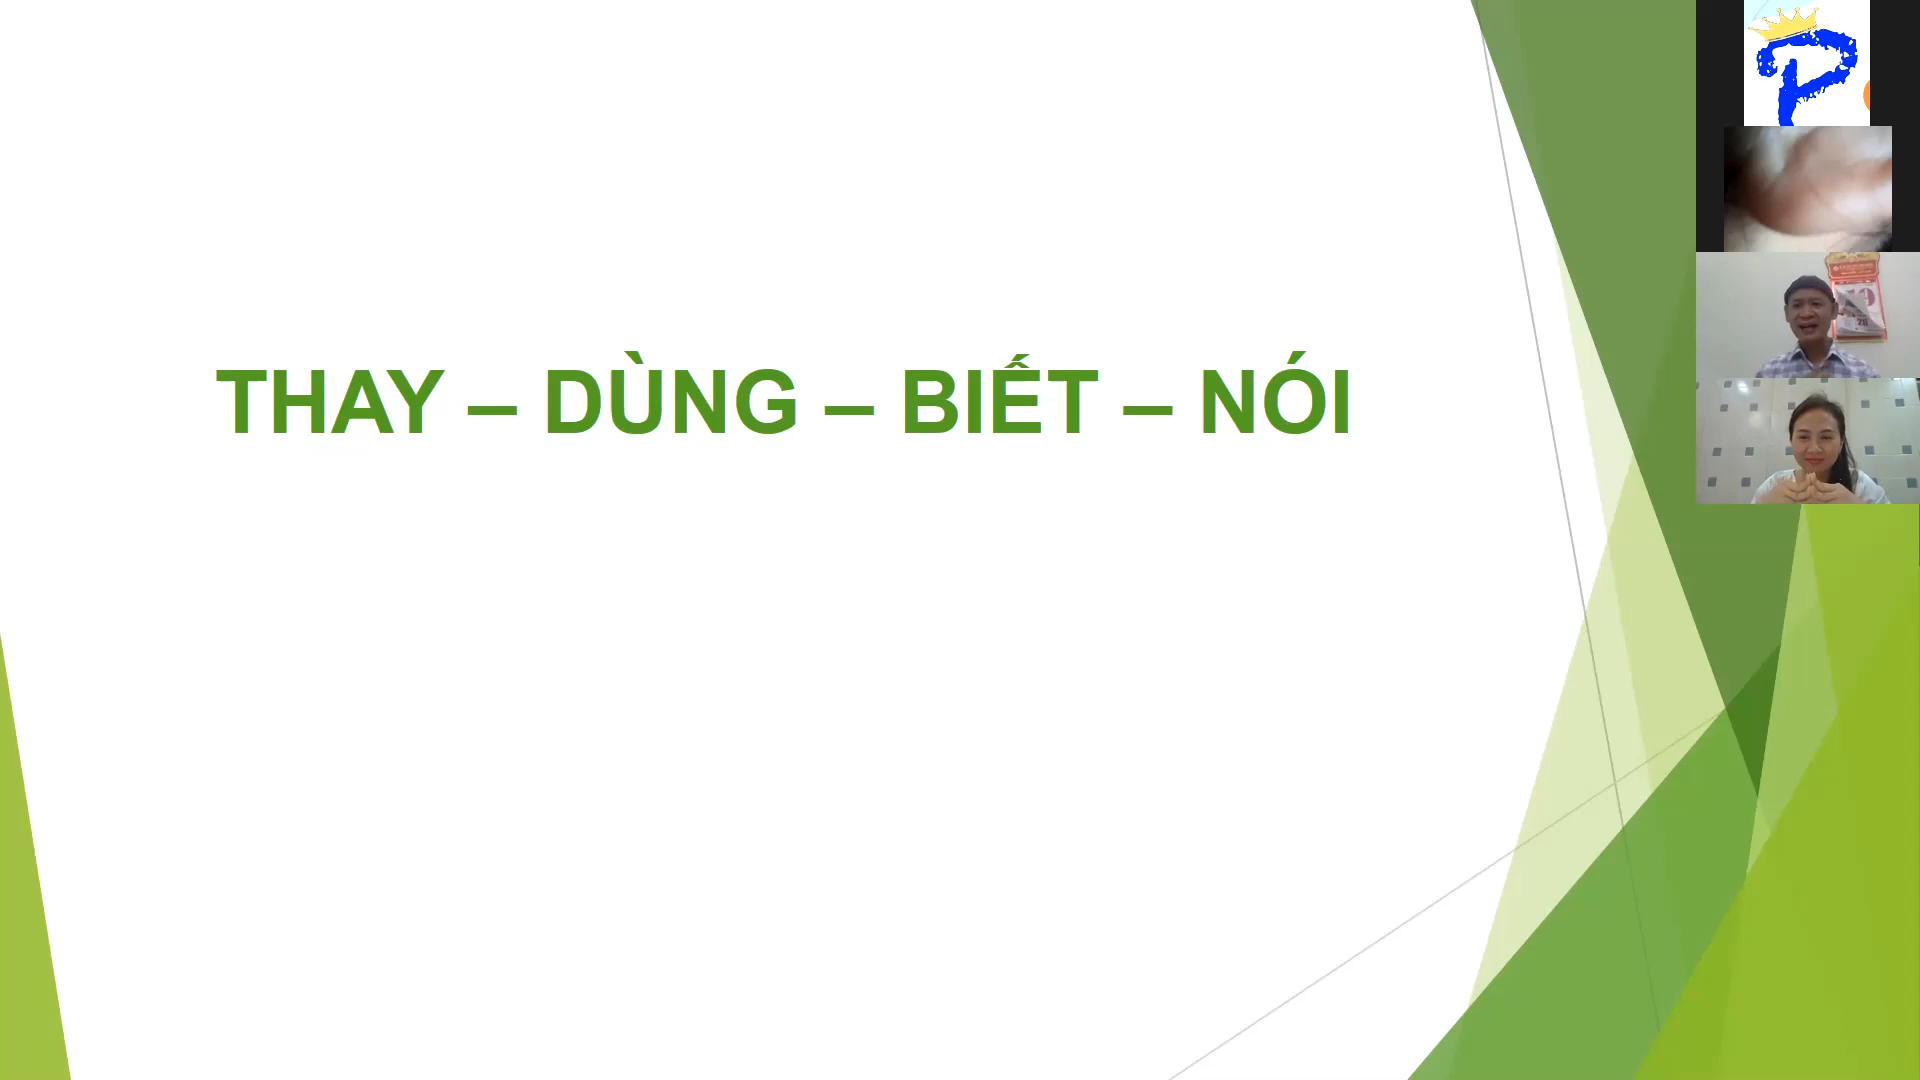 THAY – DÙNG – BIẾT – NÓI
P